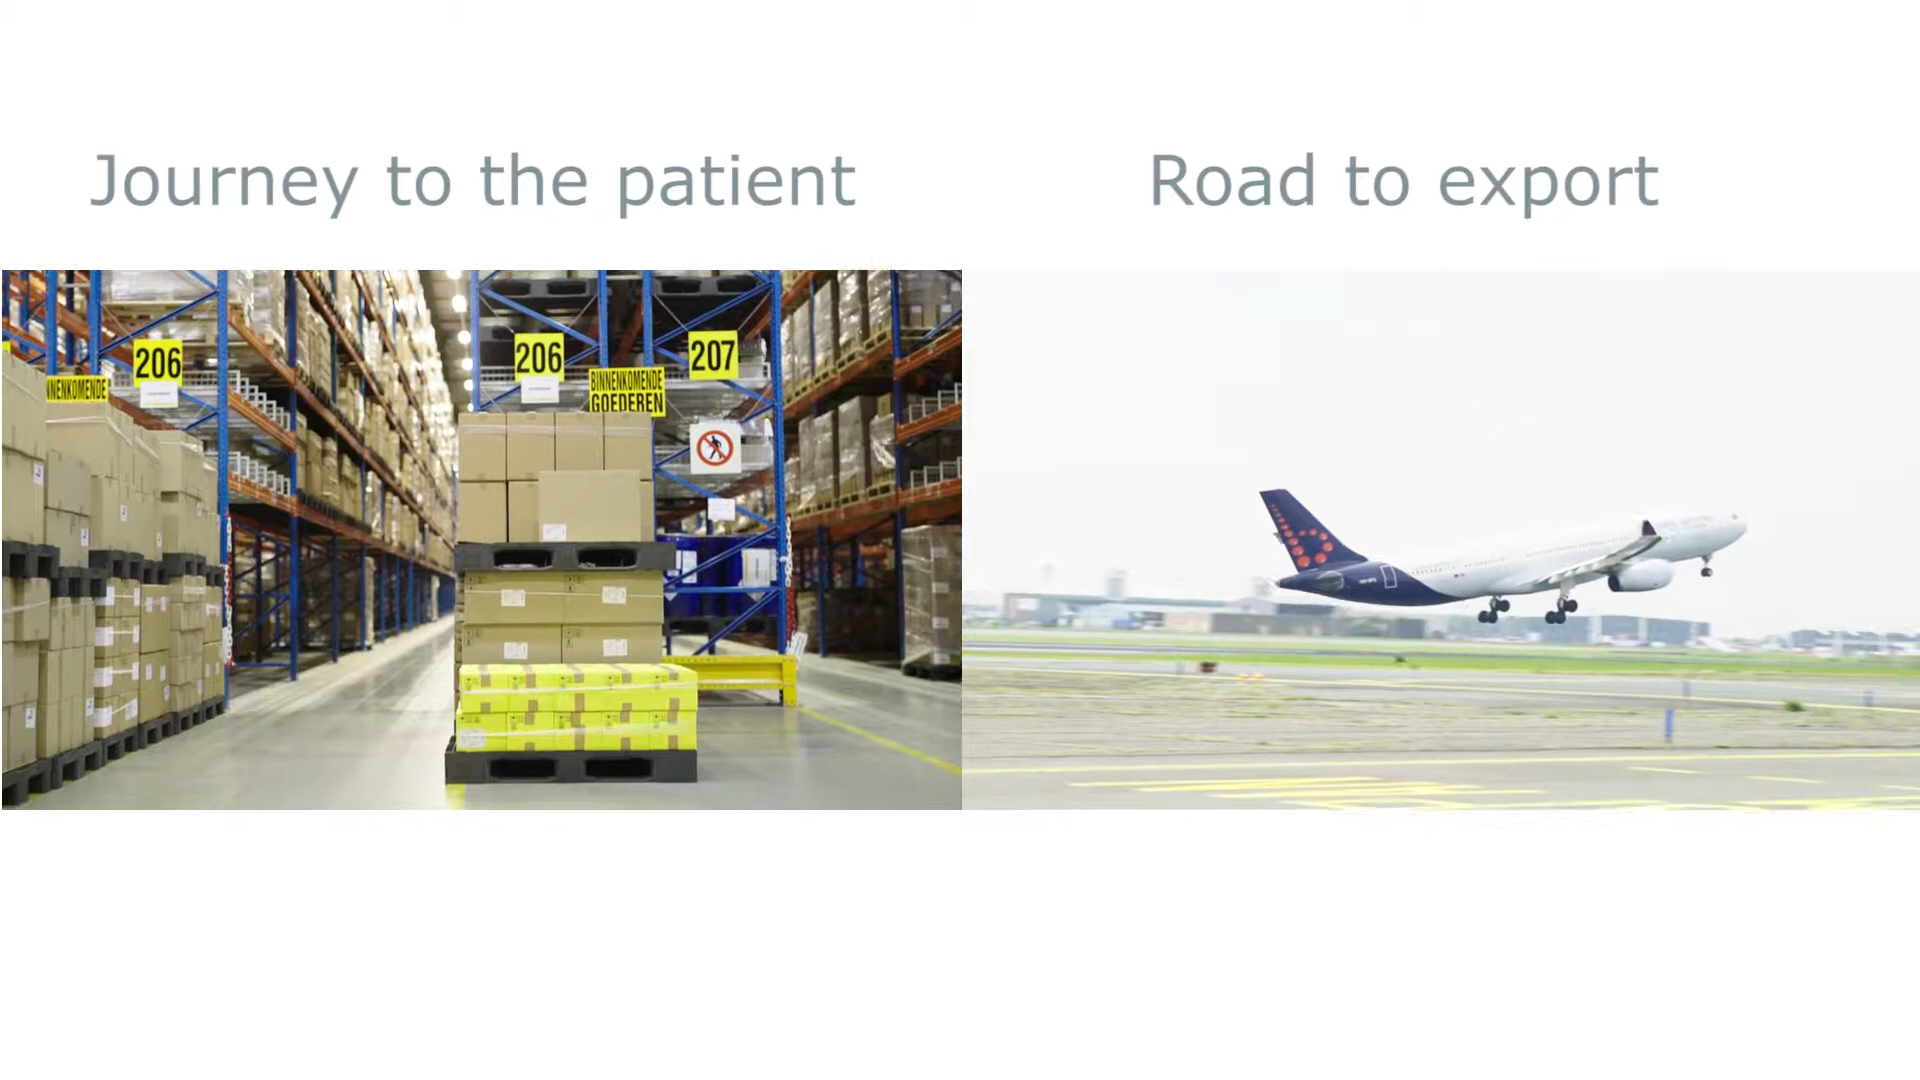 Journey to the patient
Road to export
206
206
207
NNENKOMENDE
BINNENKOMENDE
GOEDEREN